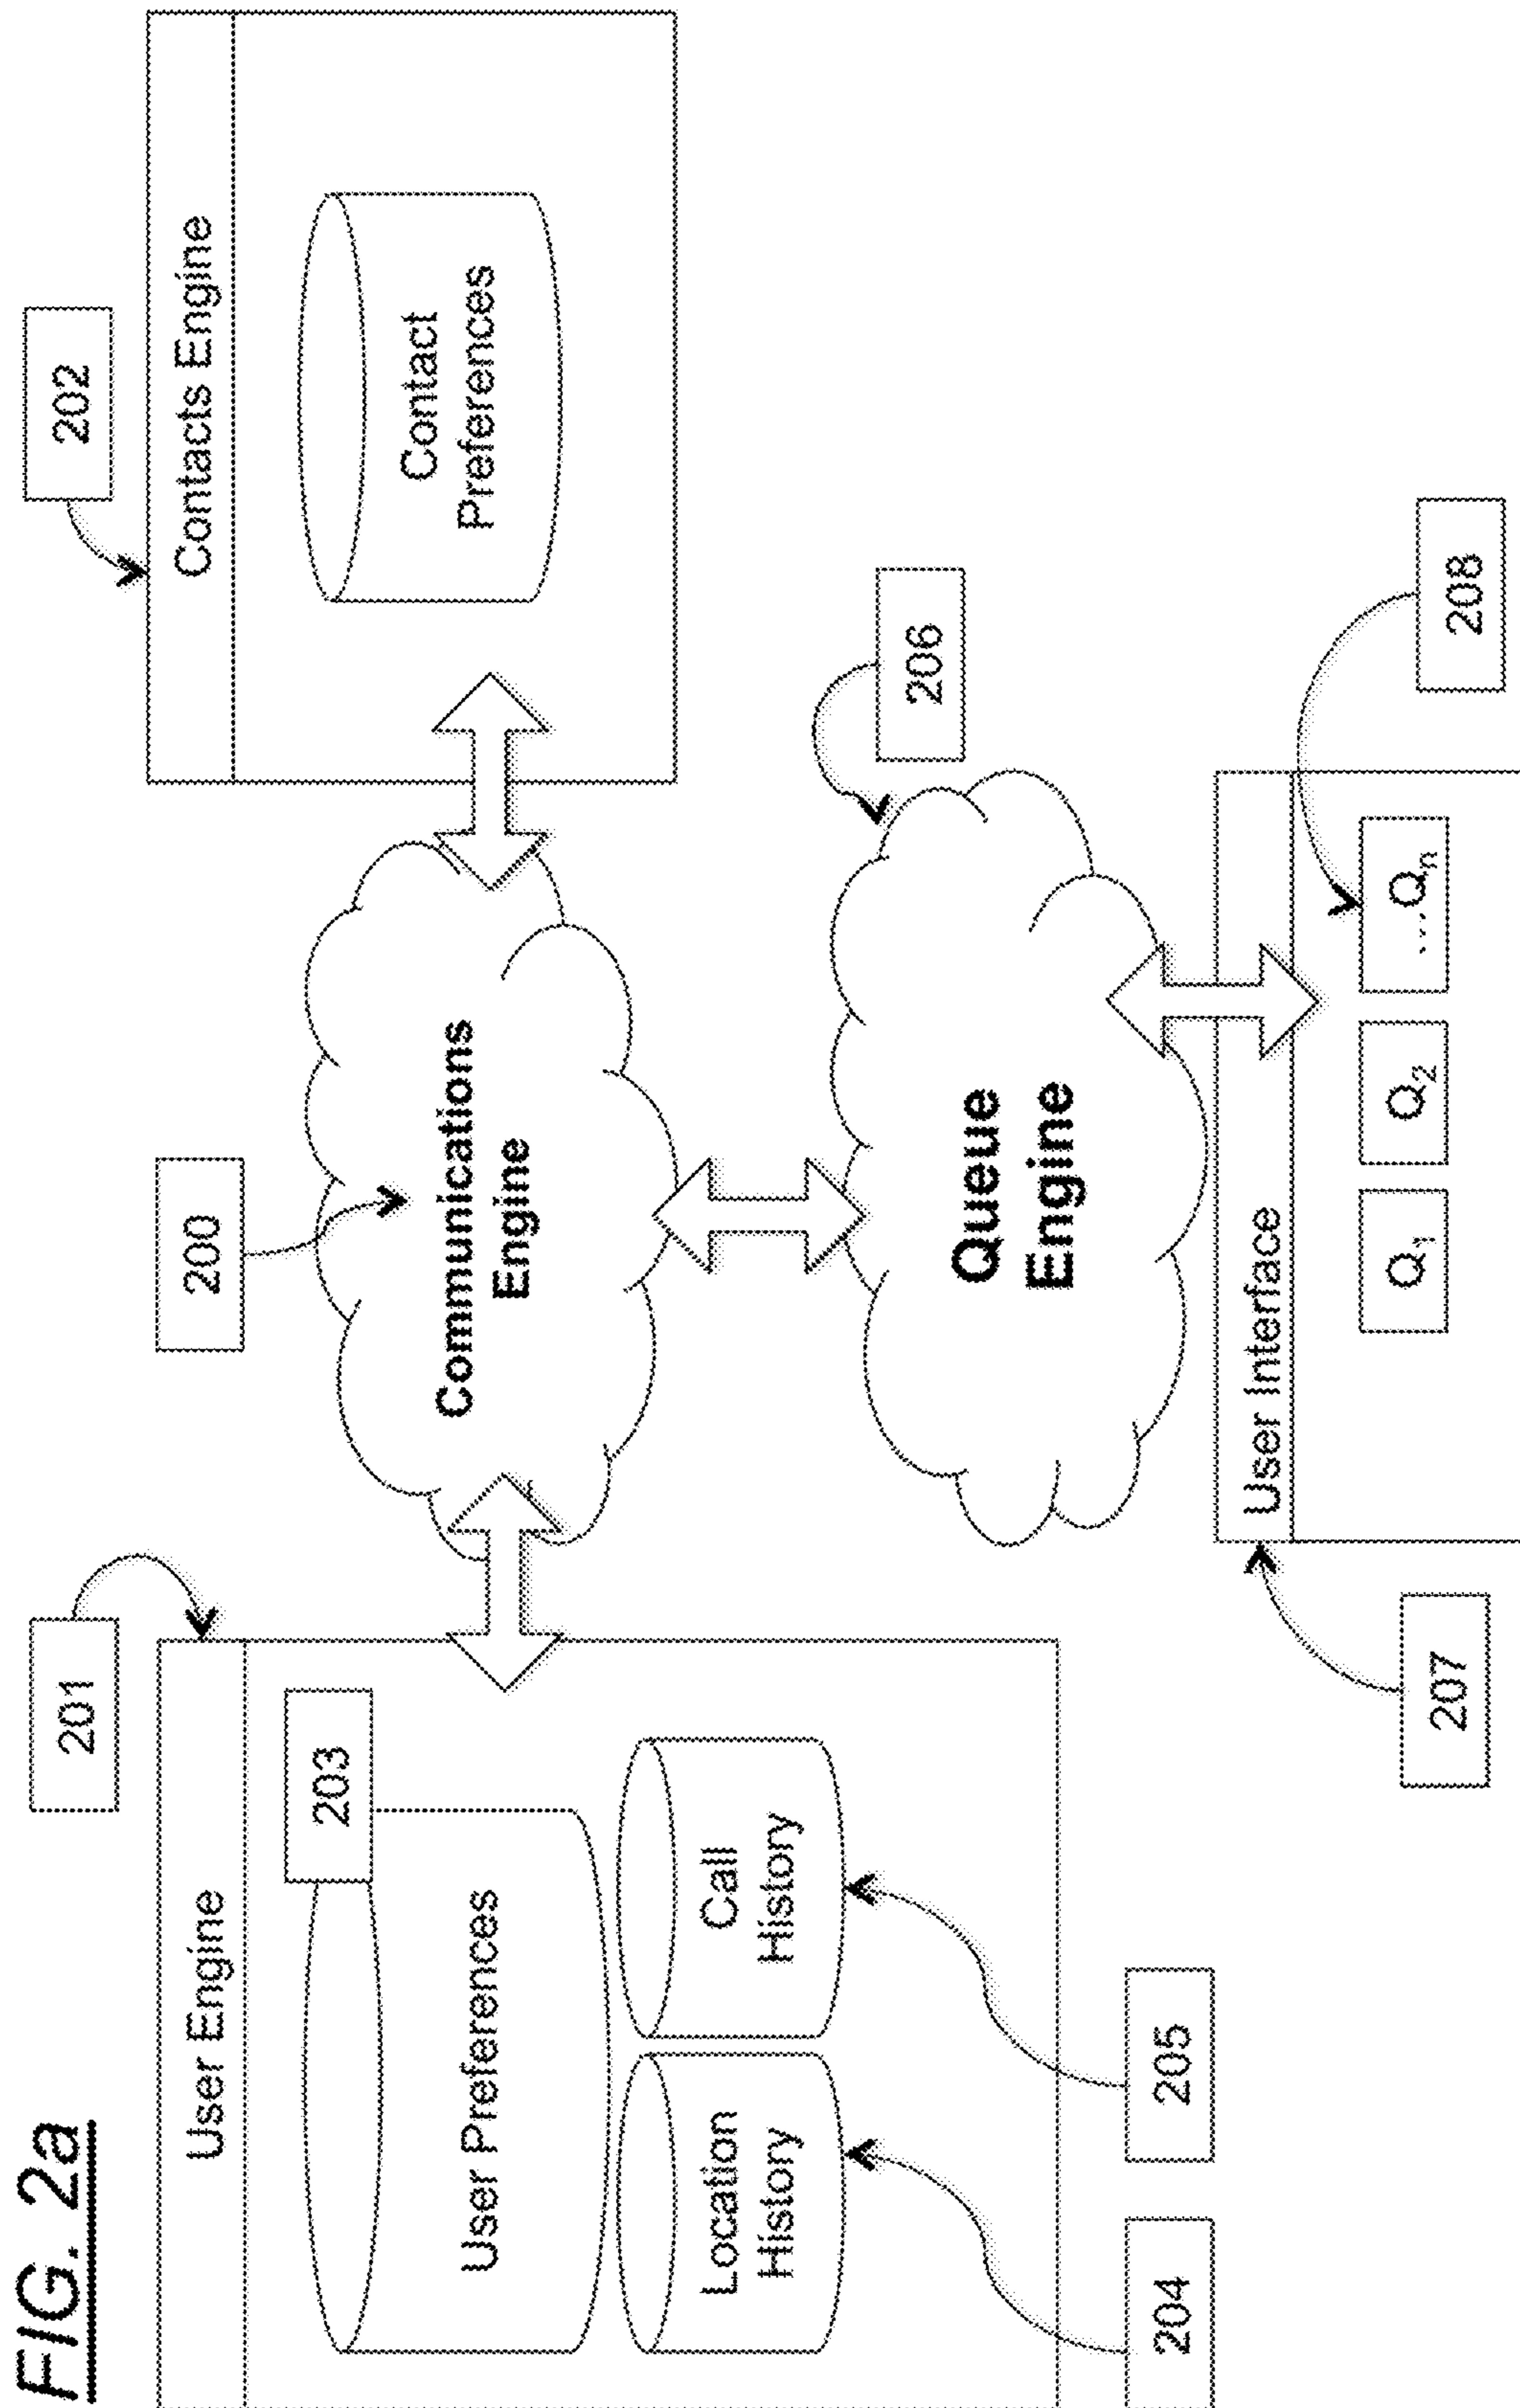 FIG. 2a
201
User Engine
203
User Preferences
Location
History
Call
History
204
205
200
Communications
Engine
202
Contacts Engine
Contact
Preferences
206
Queue
Engine
207
User Interface
Q1
Q2
...Qn
208